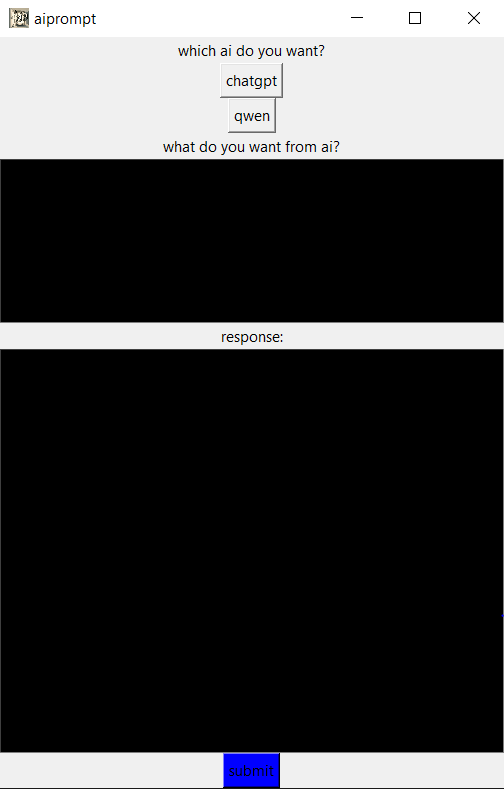 aiprompt
which ai do you want?
chatgpt
qwen
what do you want from ai?
response:
submit